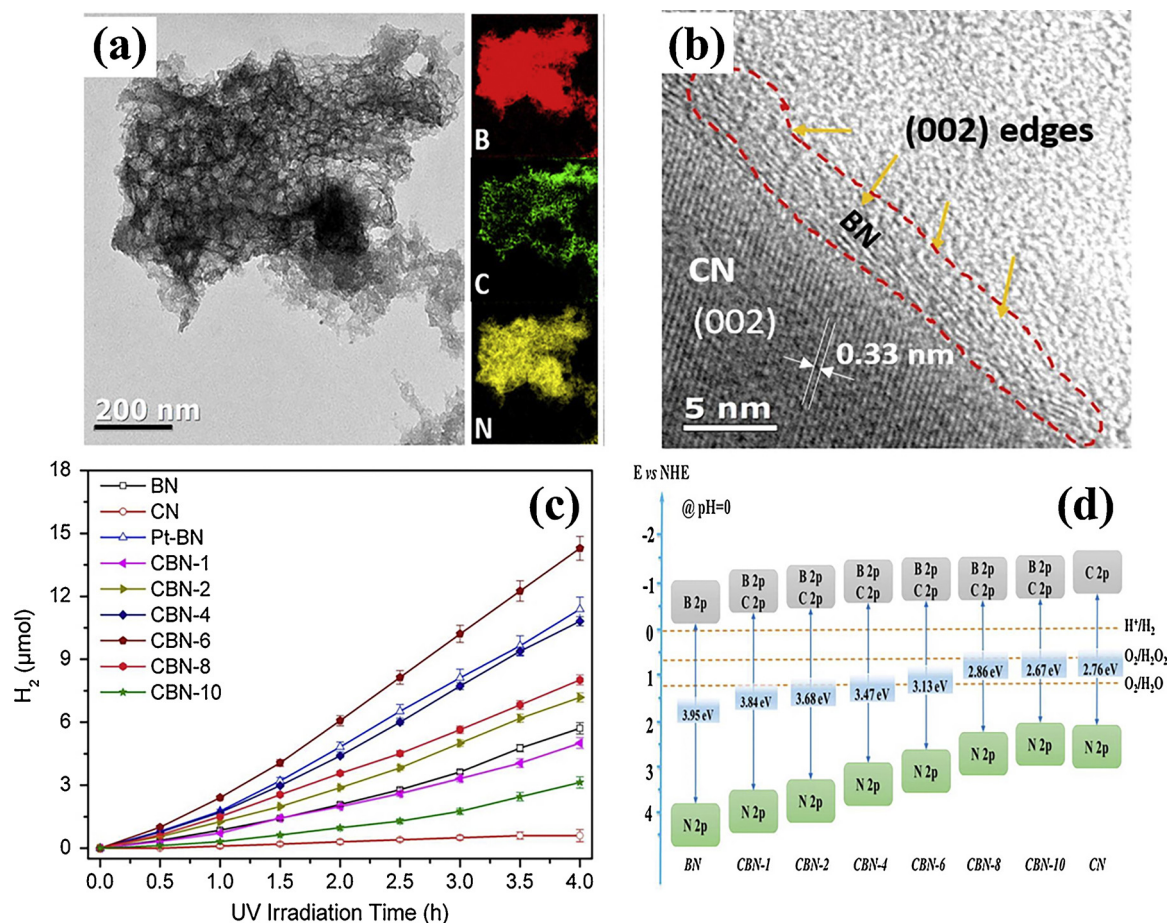 (a)
200 nm
B
C
N
(b)
(002) edges
BN
CN
(002)
0.33 nm
5 nm
(c)
18
15
12
9
6
3
0
H₂ (μmol)
BN
CN
Pt-BN
CBN-1
CBN-2
CBN-4
CBN-6
CBN-8
CBN-10
0.0 0.5 1.0 1.5 2.0 2.5 3.0 3.5 4.0
UV Irradiation Time (h)
E vs NHE
@ pH=0
(d)
-2
-1
0
1
2
3
4
B 2p
B 2p C 2p
B 2p C 2p
B 2p C 2p
B 2p C 2p
B 2p C 2p
B 2p C 2p
C 2p
H⁺/H₂
O₂/H₂O₂
O₂/H₂O
3.95 eV
3.84 eV
3.68 eV
3.47 eV
3.13 eV
2.86 eV
2.67 eV
2.76 eV
N 2p
N 2p
N 2p
N 2p
N 2p
N 2p
N 2p
N 2p
BN CBN-1 CBN-2 CBN-4 CBN-6 CBN-8 CBN-10 CN